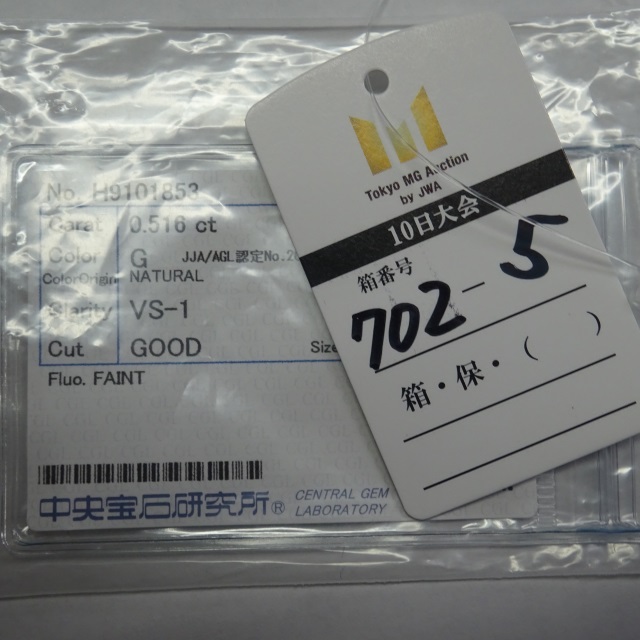 No. H9101853
Carat 0.516 ct
Color G JJA/AGL認定No.2
Color Origin NATURAL
Clarity VS-1
Cut GOOD Size
Fluo. FAINT
中央宝石研究所® CENTRAL GEM
LABORATORY
Tokyo MG Auction
by JWA
10日大会
箱番号
702-5
箱・保・( )